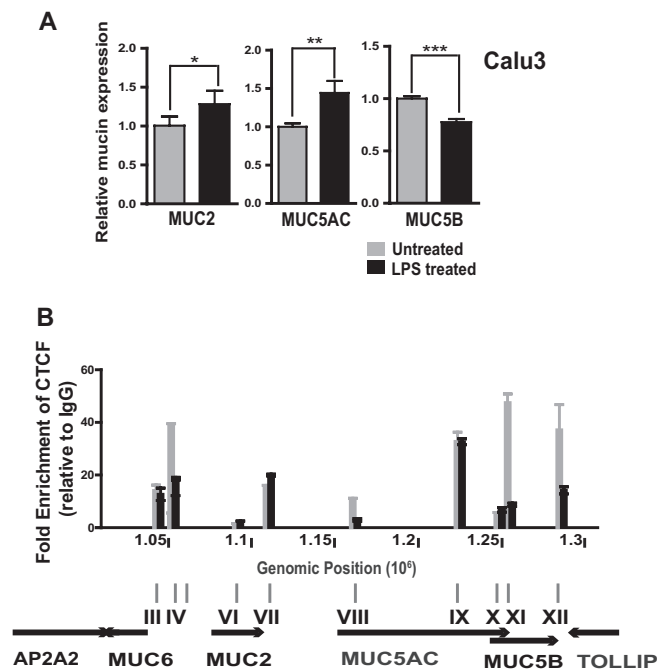 A
Calu3
Relative mucin expression
* ** ***
2.0 2.0 1.5
1.5 1.5 1.0
1.0 1.0 0.5
0.5 0.5
0.0 0.0 0.0
MUC2 MUC5AC MUC5B
Untreated
LPS treated
B
Fold Enrichment of CTCF
(relative to IgG)
60
40
20
0
1.05 1.1 1.15 1.2 1.25 1.3
Genomic Position (10⁶)
III IV VI VII VIII IX X XI XII
AP2A2 MUC6 MUC2 MUC5AC MUC5B TOLLIP